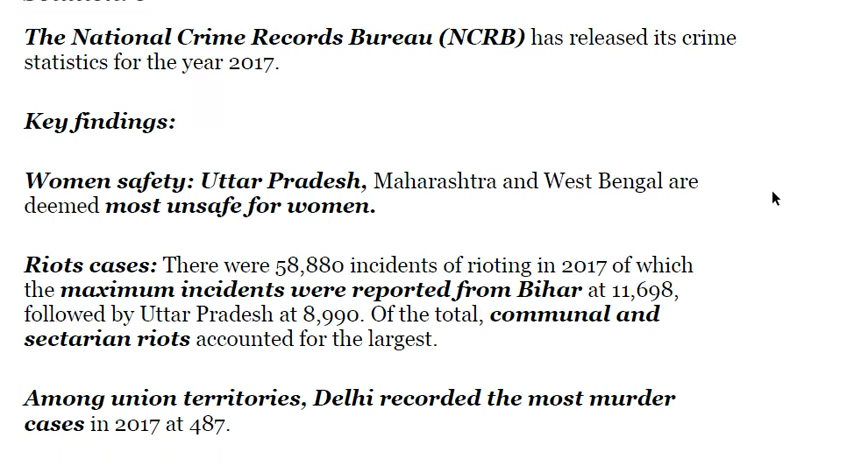 The National Crime Records Bureau (NCRB) has released its crime
statistics for the year 2017.
Key findings:
Women safety: Uttar Pradesh, Maharashtra and West Bengal are
deemed most unsafe for women.
Riots cases: There were 58,880 incidents of rioting in 2017 of which
the maximum incidents were reported from Bihar at 11,698,
followed by Uttar Pradesh at 8,990. Of the total, communal and
sectarian riots accounted for the largest.
Among union territories, Delhi recorded the most murder
cases in 2017 at 487.